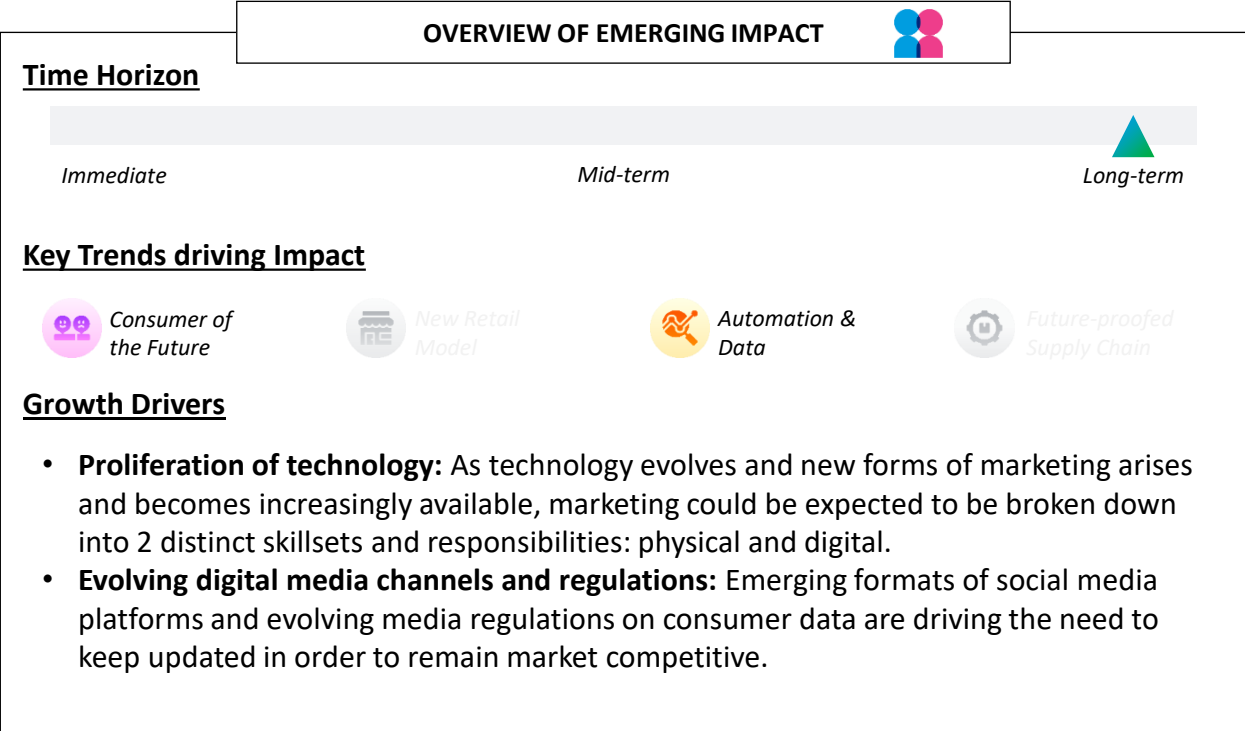 OVERVIEW OF EMERGING IMPACT
Time Horizon
Immediate
Mid-term
Long-term
Key Trends driving Impact
Consumer of
the Future
New Retail
Model
Automation &
Data
Future-proofed
Supply Chain
Growth Drivers
• Proliferation of technology: As technology evolves and new forms of marketing arises
and becomes increasingly available, marketing could be expected to be broken down
into 2 distinct skillsets and responsibilities: physical and digital.
• Evolving digital media channels and regulations: Emerging formats of social media
platforms and evolving media regulations on consumer data are driving the need to
keep updated in order to remain market competitive.